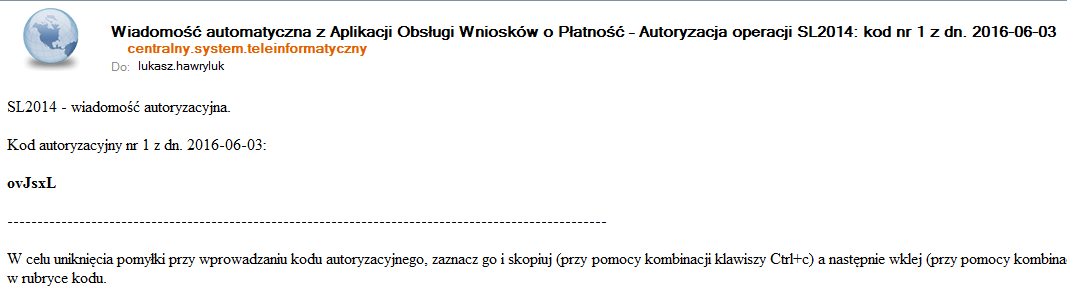 Wiadomość automatyczna z Aplikacji Obsługi Wniosków o Płatność - Autoryzacja operacji SL2014: kod nr 1 z dn. 2016-06-03
centralny.system.teleinformatyczny
Do: lukasz.hawryluk
SL2014 - wiadomość autoryzacyjna.
Kod autoryzacyjny nr 1 z dn. 2016-06-03:
ovJsxL
----------------------------------------------------------------------------------------------------
W celu uniknięcia pomyłki przy wprowadzaniu kodu autoryzacyjnego, zaznacz go i skopiuj (przy pomocy kombinacji klawiszy Ctrl+c) a następnie wklej (przy pomocy
w rubryce kodu.